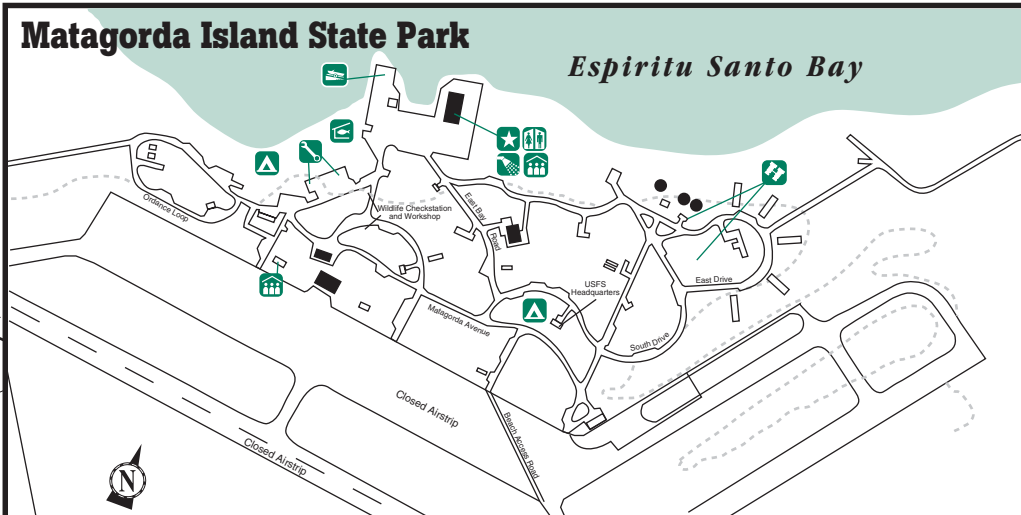 Matagorda Island State Park
Espiritu Santo Bay
Ordance Loop
Wildlife Checkstation
and Workshop
East Bay
Road
USFS
Headquarters
East Drive
Matagorda Avenue
South Drive
Closed Airstrip
Beach Access Road
Closed Airstrip
N